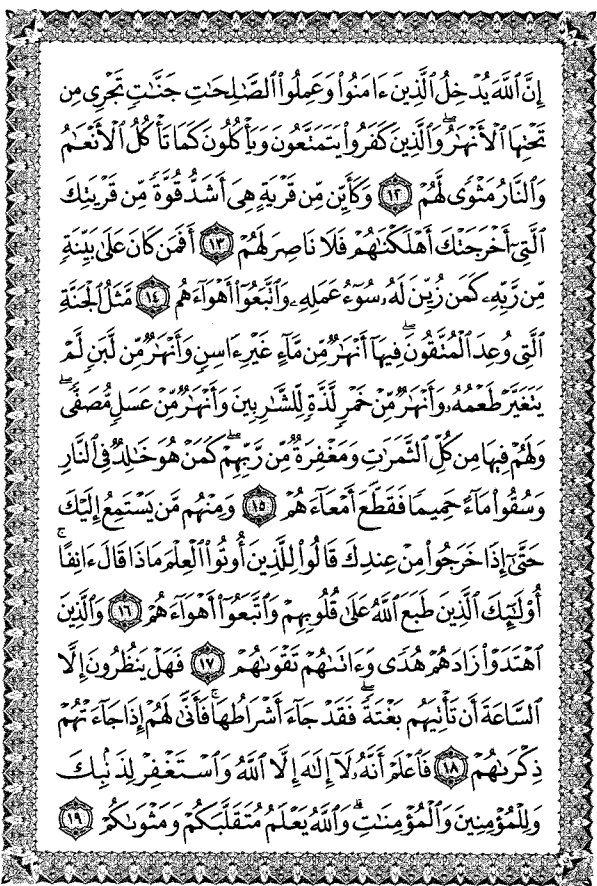 إِنَّ ٱللَّهَ يُدْخِلُ ٱلَّذِينَ ءَامَنُوا۟ وَعَمِلُوا۟ ٱلصَّـٰلِحَـٰتِ جَنَّـٰتٍ تَجْرِى مِن
تَحْتِهَا ٱلْأَنْهَـٰرُ ۖ وَٱلَّذِينَ كَفَرُوا۟ يَتَمَتَّعُونَ وَيَأْكُلُونَ كَمَا تَأْكُلُ ٱلْأَنْعَـٰمُ
وَٱلنَّارُ مَثْوًى لَّهُمْ ١٢ وَكَأَيِّن مِّن قَرْيَةٍ هِىَ أَشَدُّ قُوَّةً مِّن قَرْيَتِكَ
ٱلَّتِىٓ أَخْرَجَتْكَ أَهْلَكْنَـٰهُمْ فَلَا نَاصِرَ لَهُمْ ١٣ أَفَمَن كَانَ عَلَىٰ بَيِّنَةٍ
مِّن رَّبِّهِۦ كَمَن زُيِّنَ لَهُۥ سُوٓءُ عَمَلِهِۦ وَٱتَّبَعُوٓا۟ أَهْوَآءَهُم ١٤ مَّثَلُ ٱلْجَنَّةِ
ٱلَّتِى وُعِدَ ٱلْمُتَّقُونَ ۖ فِيهَآ أَنْهَـٰرٌ مِّن مَّآءٍ غَيْرِ ءَاسِنٍ وَأَنْهَـٰرٌ مِّن لَّبَنٍ لَّمْ
يَتَغَيَّرْ طَعْمُهُۥ وَأَنْهَـٰرٌ مِّنْ خَمْرٍ لَّذَّةٍ لِّلشَّـٰرِبِينَ وَأَنْهَـٰرٌ مِّنْ عَسَلٍ مُّصَفًّى ۖ
وَلَهُمْ فِيهَا مِن كُلِّ ٱلثَّمَرَٰتِ وَمَغْفِرَةٌ مِّن رَّبِّهِمْ ۖ كَمَنْ هُوَ خَـٰلِدٌ فِى ٱلنَّارِ
وَسُقُوا۟ مَآءً حَمِيمًا فَقَطَّعَ أَمْعَآءَهُمْ ١٥ وَمِنْهُم مَّن يَسْتَمِعُ إِلَيْكَ
حَتَّىٰٓ إِذَا خَرَجُوا۟ مِنْ عِندِكَ قَالُوا۟ لِلَّذِينَ أُوتُوا۟ ٱلْعِلْمَ مَاذَا قَالَ ءَانِفًا ۚ
أُو۟لَـٰٓئِكَ ٱلَّذِينَ طَبَعَ ٱللَّهُ عَلَىٰ قُلُوبِهِمْ وَٱتَّبَعُوٓا۟ أَهْوَآءَهُمْ ١٦ وَٱلَّذِينَ
ٱهْتَدَوْا۟ زَادَهُمْ هُدًى وَءَاتَىٰهُمْ تَقْوَىٰهُمْ ١٧ فَهَلْ يَنظُرُونَ إِلَّا
ٱلسَّاعَةَ أَن تَأْتِيَهُم بَغْتَةً ۖ فَقَدْ جَآءَ أَشْرَاطُهَا ۚ فَأَنَّىٰ لَهُمْ إِذَا جَآءَتْهُمْ
ذِكْرَىٰهُمْ ١٨ فَٱعْلَمْ أَنَّهُۥ لَآ إِلَـٰهَ إِلَّا ٱللَّهُ وَٱسْتَغْفِرْ لِذَنۢبِكَ
وَلِلْمُؤْمِنِينَ وَٱلْمُؤْمِنَـٰتِ ۗ وَٱللَّهُ يَعْلَمُ مُتَقَلَّبَكُمْ وَمَثْوَىٰكُمْ ١٩